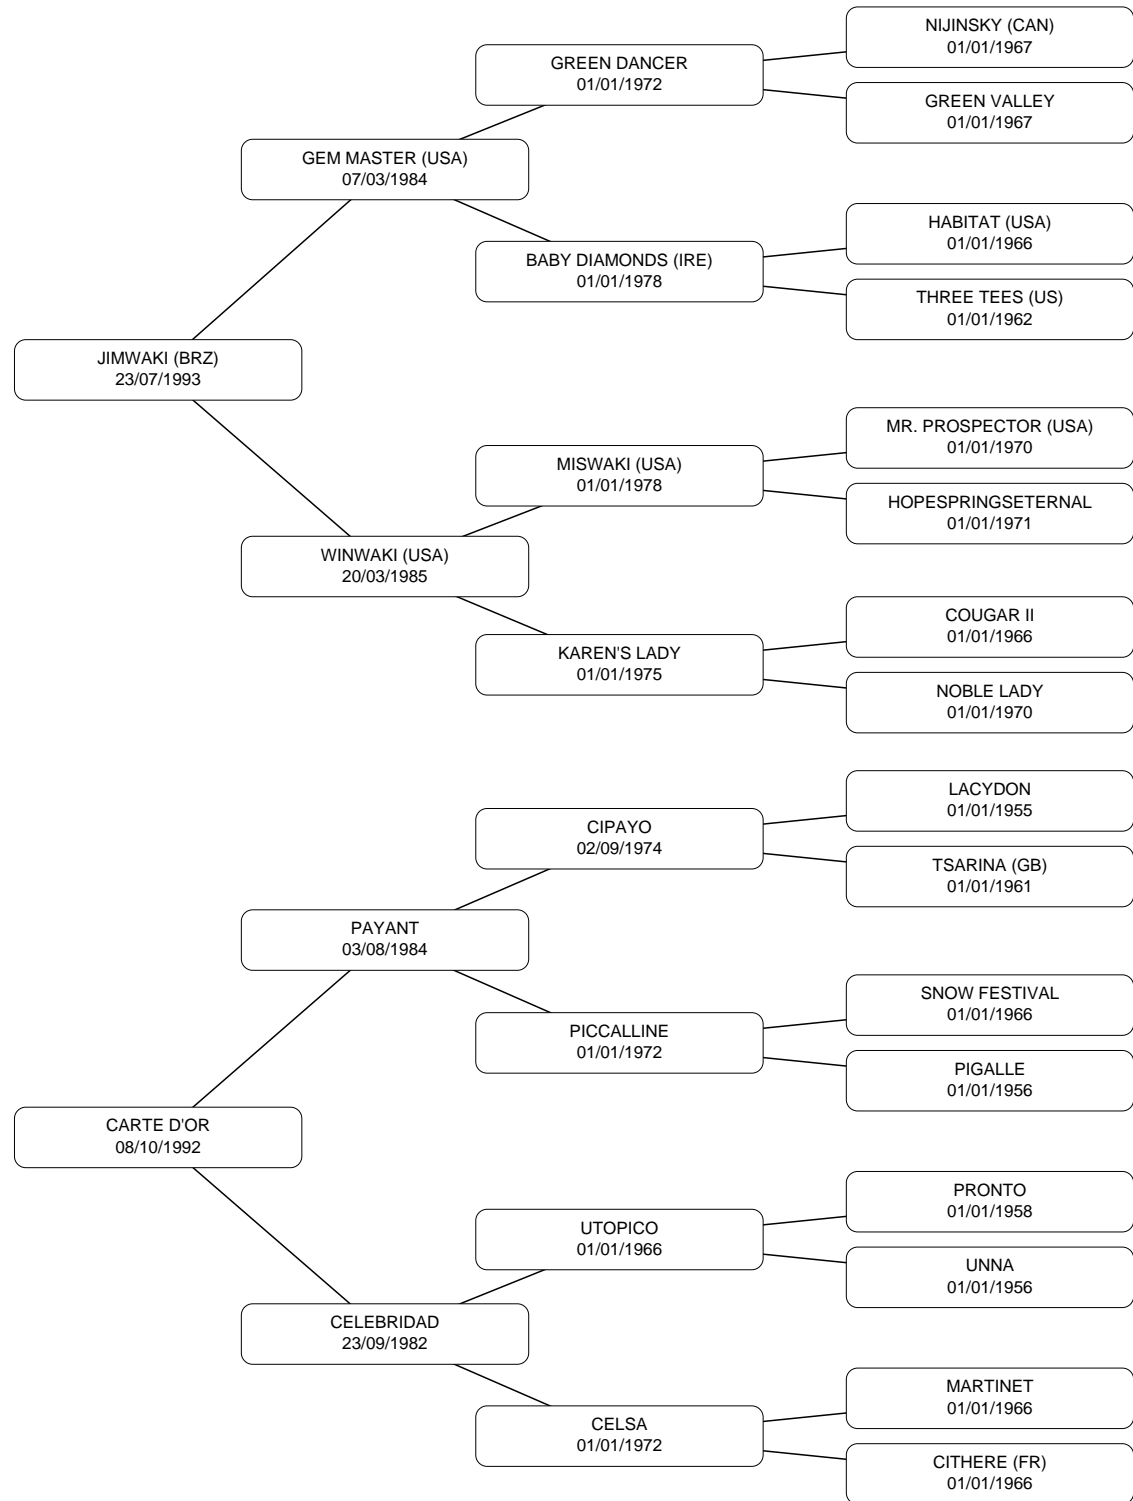 NIJINSKY (CAN)
01/01/1967
GREEN DANCER
01/01/1972
GREEN VALLEY
01/01/1967
GEM MASTER (USA)
07/03/1984
HABITAT (USA)
01/01/1966
BABY DIAMONDS (IRE)
01/01/1978
THREE TEES (US)
01/01/1962
JIMWAKI (BRZ)
23/07/1993
MR. PROSPECTOR (USA)
01/01/1970
MISWAKI (USA)
01/01/1978
HOPESPRINGSETERNAL
01/01/1971
WINWAKI (USA)
20/03/1985
COUGAR II
01/01/1966
KAREN'S LADY
01/01/1975
NOBLE LADY
01/01/1970
LACYDON
01/01/1955
CIPAYO
02/09/1974
TSARINA (GB)
01/01/1961
PAYANT
03/08/1984
SNOW FESTIVAL
01/01/1966
PICCALLINE
01/01/1972
PIGALLE
01/01/1956
CARTE D'OR
08/10/1992
PRONTO
01/01/1958
UTOPICO
01/01/1966
UNNA
01/01/1956
CELEBRIDAD
23/09/1982
MARTINET
01/01/1966
CELSA
01/01/1972
CITHERE (FR)
01/01/1966